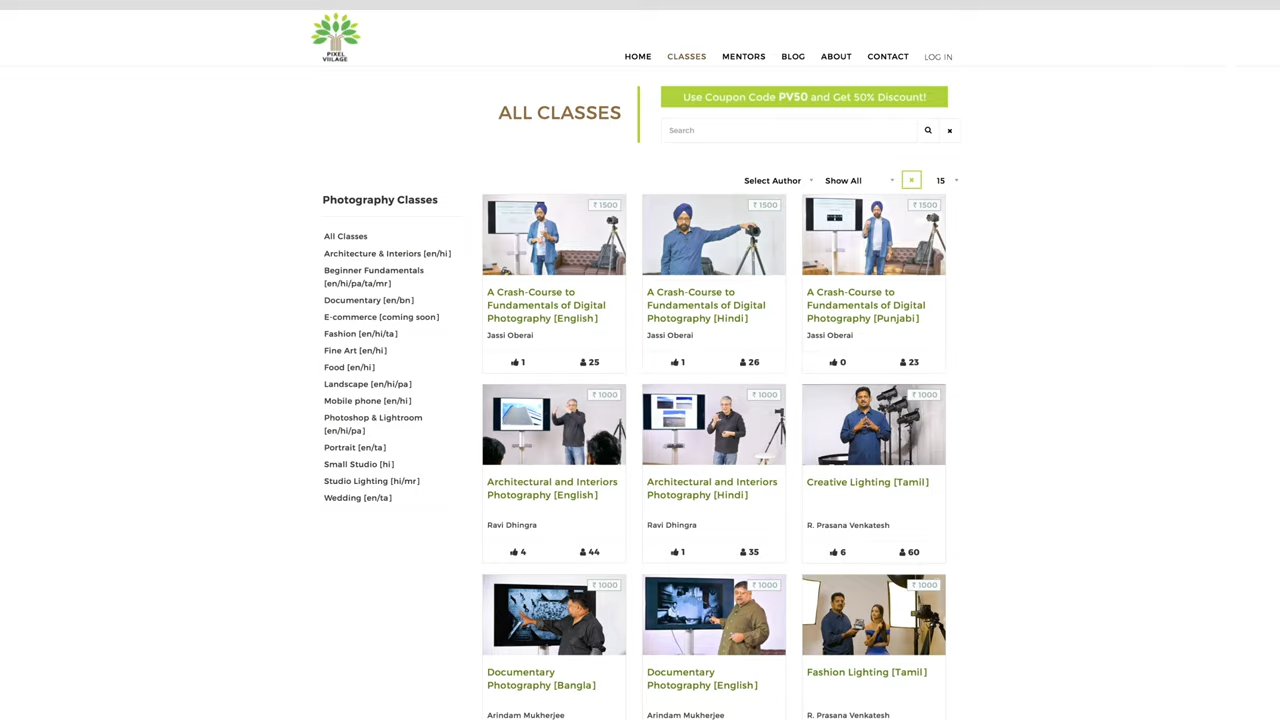 PIXEL
VIILAGE
HOME CLASSES MENTORS BLOG ABOUT CONTACT LOG IN
ALL CLASSES
Use Coupon Code PV50 and Get 50% Discount!
Search
Select Author Show All 15
Photography Classes
All Classes
Architecture & Interiors [en/hi]
Beginner Fundamentals
[en/hi/pa/ta/mr]
Documentary [en/bn]
E-commerce [coming soon]
Fashion [en/hi/ta]
Fine Art [en/hi]
Food [en/hi]
Landscape [en/hi/pa]
Mobile phone [en/hi]
Photoshop & Lightroom
[en/hi/pa]
Portrait [en/ta]
Small Studio [hi]
Studio Lighting [hi/mr]
Wedding [en/ta]
₹ 1500
A Crash-Course to
Fundamentals of Digital
Photography [English]
Jassi Oberai
1 25
₹ 1500
A Crash-Course to
Fundamentals of Digital
Photography [Hindi]
Jassi Oberai
1 26
₹ 1500
A Crash-Course to
Fundamentals of Digital
Photography [Punjabi]
Jassi Oberai
0 23
₹ 1000
Architectural and Interiors
Photography [English]
Ravi Dhingra
4 44
₹ 1000
Architectural and Interiors
Photography [Hindi]
Ravi Dhingra
1 35
₹ 1000
Creative Lighting [Tamil]
R. Prasana Venkatesh
6 60
₹ 1000
Documentary
Photography [Bangla]
Arindam Mukherjee
₹ 1000
Documentary
Photography [English]
Arindam Mukherjee
₹ 1000
Fashion Lighting [Tamil]
R. Prasana Venkatesh